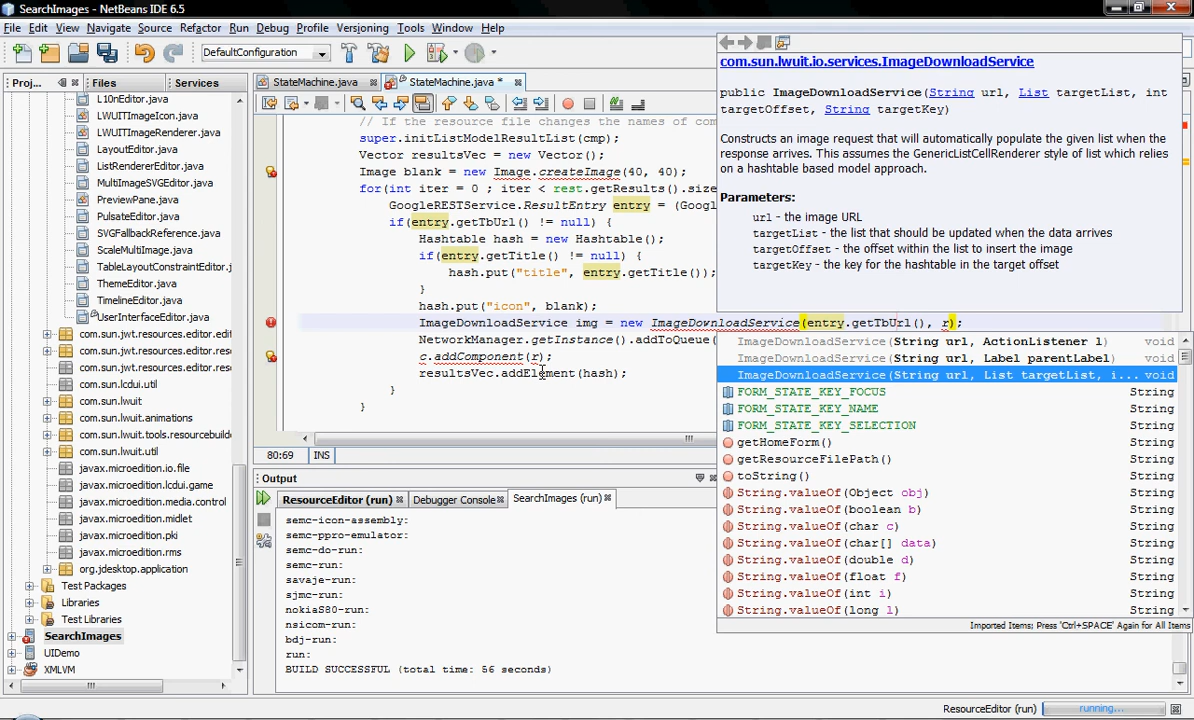 SearchImages - NetBeans IDE 6.5
File Edit View Navigate Source Refactor Run Debug Profile Versioning Tools Window Help
DefaultConfiguration
Proj... Files Services
L10nEditor.java
LWUITImageIcon.java
LWUITImageRenderer.java
LayoutEditor.java
ListRendererEditor.java
MultiImageSVGEditor.java
PreviewPane.java
PulsateEditor.java
SVGFallbackReference.java
ScaleMultiImage.java
TableLayoutConstraintEditor.j
ThemeEditor.java
TimelineEditor.java
UserInterfaceEditor.java
com.sun.jwt.resources.editor.
com.sun.jwt.resources.editor.
com.sun.lcdui.util
com.sun.lwuit
com.sun.lwuit.animations
com.sun.lwuit.tools.resourcebuild
com.sun.lwuit.util
javax.microedition.io.file
javax.microedition.lcdui.game
javax.microedition.media.control
javax.microedition.midlet
javax.microedition.pki
javax.microedition.rms
org.jdesktop.application
Test Packages
Libraries
Test Libraries
SearchImages
UIDemo
XMLVM
StateMachine.java StateMachine.java *
// If the resource file changes the names of com
super.initListModelResultList(cmp);
Vector resultsVec = new Vector();
Image blank = new Image.createImage(40, 40);
for(int iter = 0 ; iter < rest.getResults().size
GoogleRESTService.ResultEntry entry = (Goog
if(entry.getTbUrl() != null) {
Hashtable hash = new Hashtable();
if(entry.getTitle() != null) {
hash.put("title", entry.getTitle());
}
hash.put("icon", blank);
ImageDownloadService img = new ImageDownloadService(entry.getTbUrl(), r);
NetworkManager.getInstance().addToQueue(
c.addComponent(r);
resultsVec.addElement(hash);
}
}
80:69 INS
com.sun.lwuit.io.services.ImageDownloadService
public ImageDownloadService(String url, List targetList, int
targetOffset, String targetKey)
Constructs an image request that will automatically populate the given list when the
response arrives. This assumes the GenericListCellRenderer style of list which relies
on a hashtable based model approach.
Parameters:
url - the image URL
targetList - the list that should be updated when the data arrives
targetOffset - the offset within the list to insert the image
targetKey - the key for the hashtable in the target offset
ImageDownloadService(String url, ActionListener l) void
ImageDownloadService(String url, Label parentLabel) void
ImageDownloadService(String url, List targetList, i... void
FORM_STATE_KEY_FOCUS String
FORM_STATE_KEY_NAME String
FORM_STATE_KEY_SELECTION String
getHomeForm() String
getResourceFilePath() String
toString() String
String.valueOf(Object obj) String
String.valueOf(boolean b) String
String.valueOf(char c) String
String.valueOf(char[] data) String
String.valueOf(double d) String
String.valueOf(float f) String
String.valueOf(int i) String
String.valueOf(long l) String
Imported Items; Press 'Ctrl+SPACE' Again for All Items
Output
ResourceEditor (run) Debugger Console SearchImages (run)
semc-icon-assembly:
semc-ppro-emulator:
semc-do-run:
semc-run:
savaje-run:
sjmc-run:
nokiaS80-run:
nsicom-run:
bdj-run:
run:
BUILD SUCCESSFUL (total time: 56 seconds)
ResourceEditor (run) running...